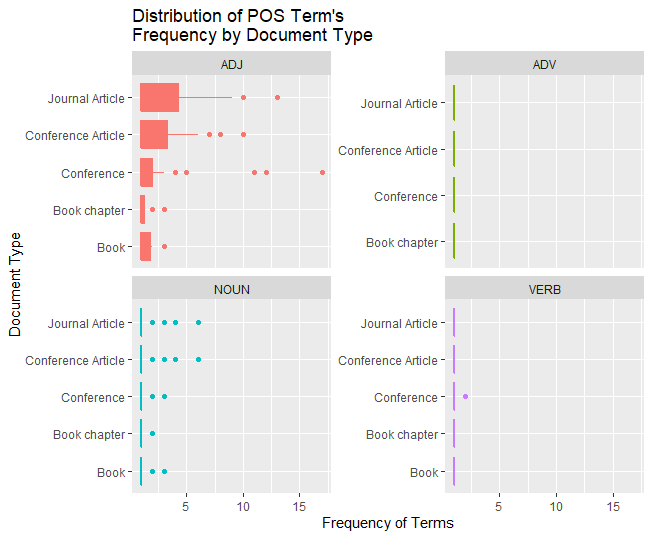 Distribution of POS Term's
Frequency by Document Type
ADJ
Journal Article
Conference Article
Conference
Book chapter
Book
ADV
Journal Article
Conference Article
Conference
Book chapter
Document Type
NOUN
Journal Article
Conference Article
Conference
Book chapter
Book
5 10 15
VERB
Journal Article
Conference Article
Conference
Book chapter
Book
5 10 15
Frequency of Terms